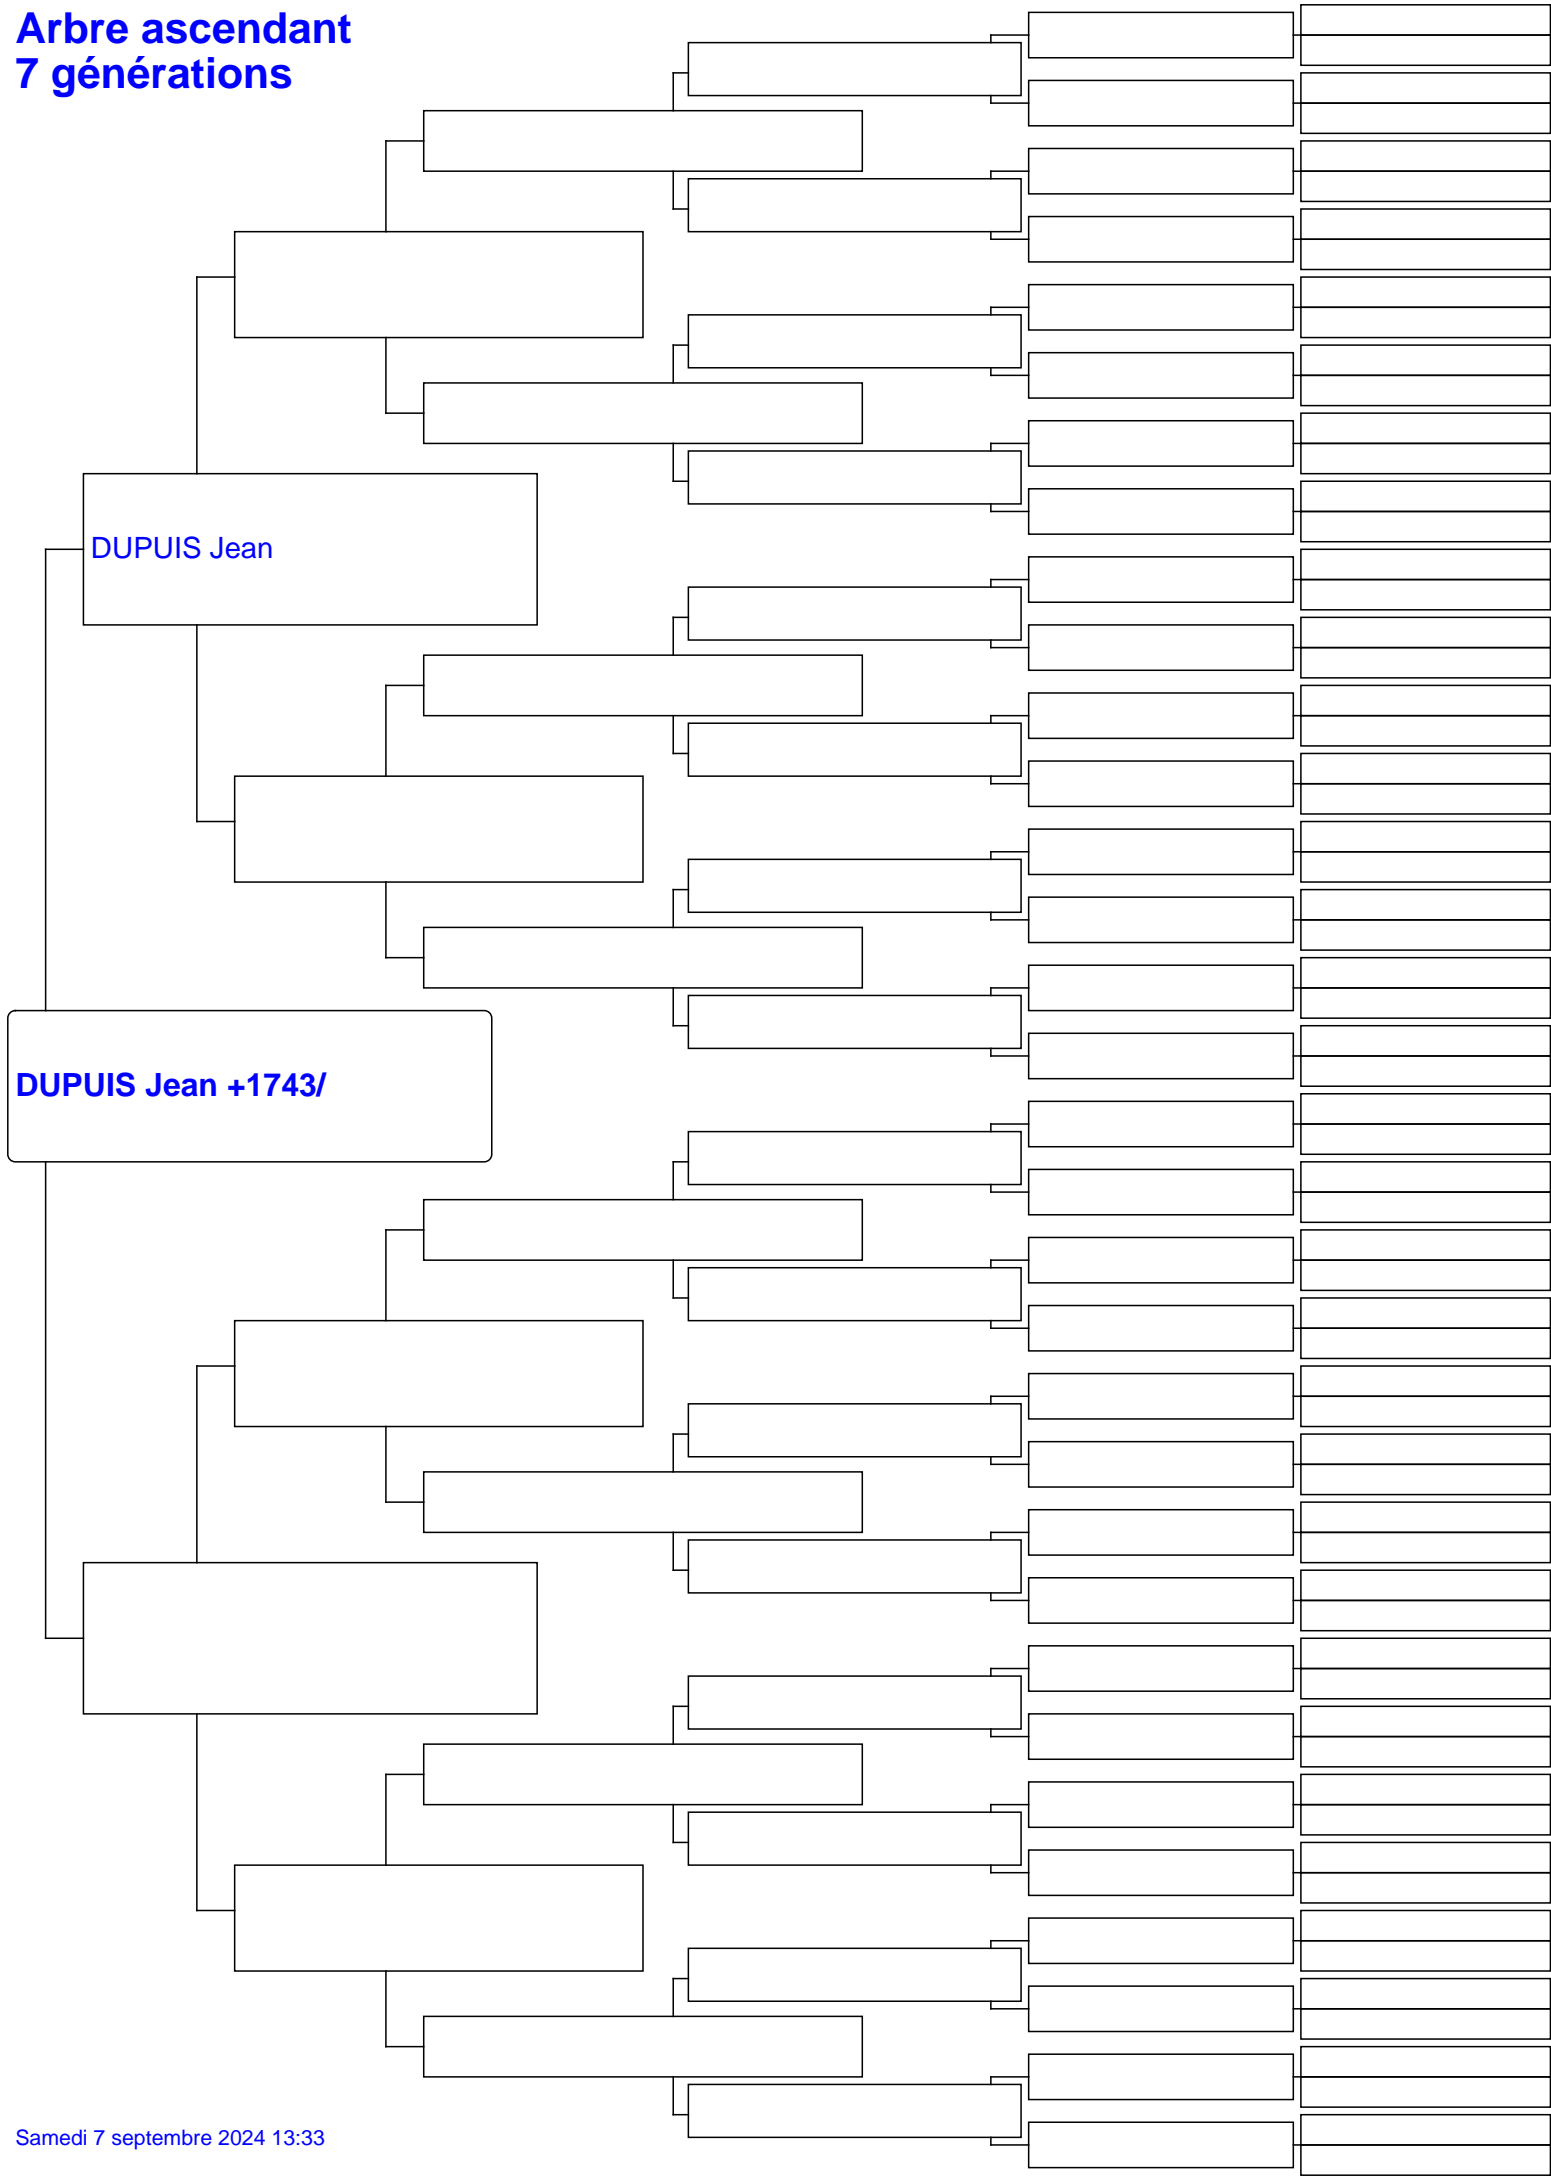 Arbre ascendant
7 générations
DUPUIS Jean
DUPUIS Jean +1743/
Samedi 7 septembre 2024 13:33